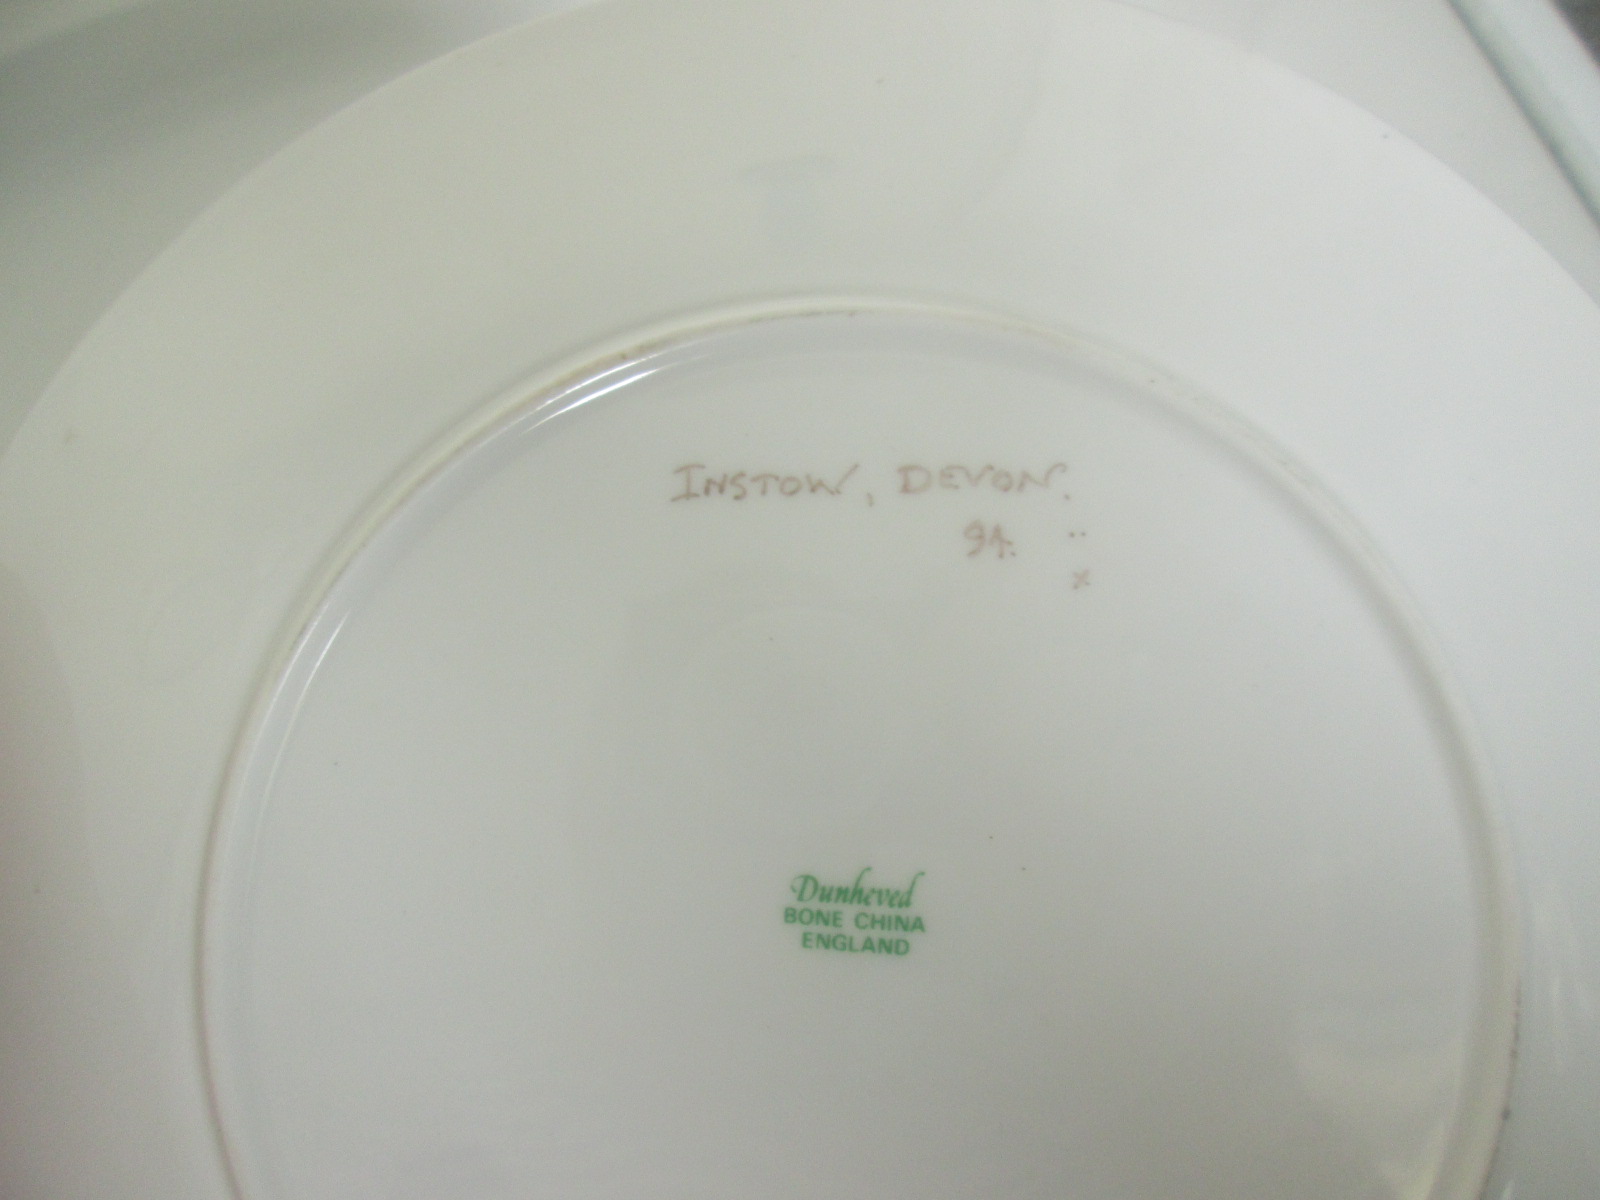 INSTOW, DEVON.
94.
x
Dunheved
BONE CHINA
ENGLAND